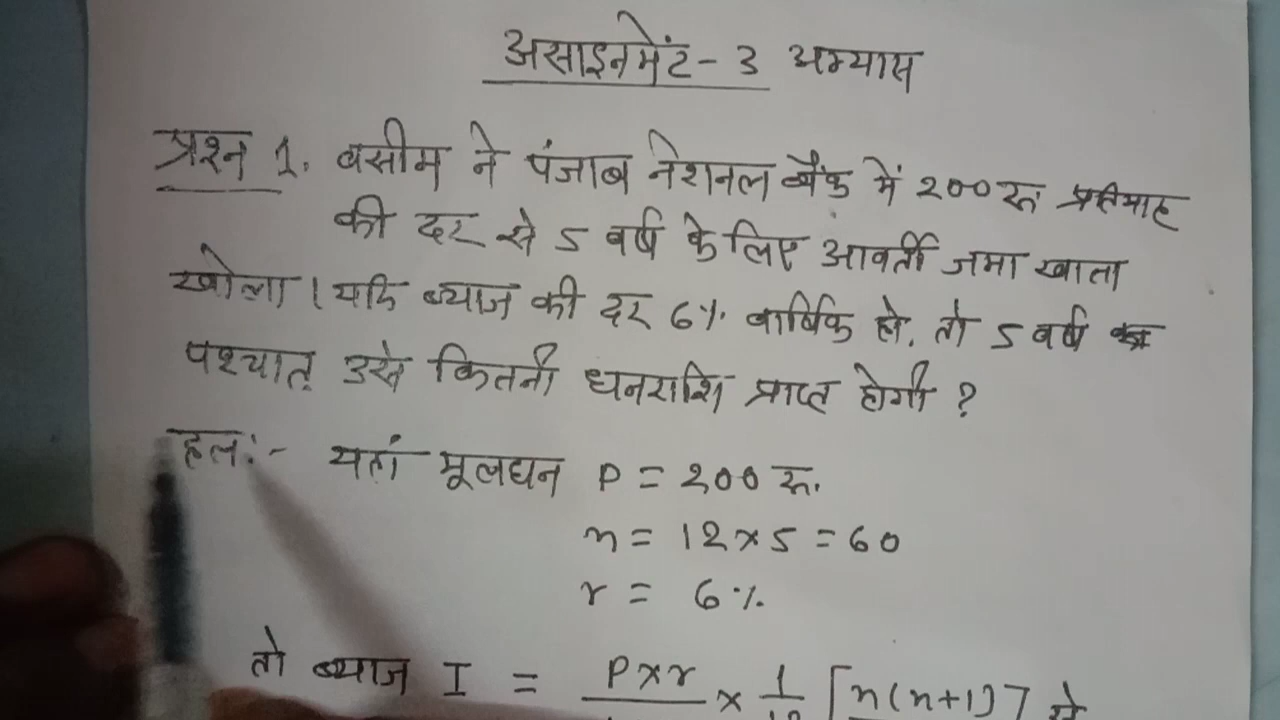 असाइनमेंट - 3 अभ्यास
प्रश्न 1. वसीम ने पंजाब नेशनल बैंक में 200 रु. प्रतिमाह
की दर से 5 वर्ष के लिए आवर्ती जमा खाता
खोला । यदि ब्याज की दर 6% वार्षिक हो, तो 5 वर्ष
पश्चात् उसे कितनी धनराशि प्राप्त होगी ?
हल:- यहां मूलधन P = 200 रु.
n = 12 x 5 = 60
r = 6%
तो ब्याज I = P x r x 1 [ n(n+1) ] से